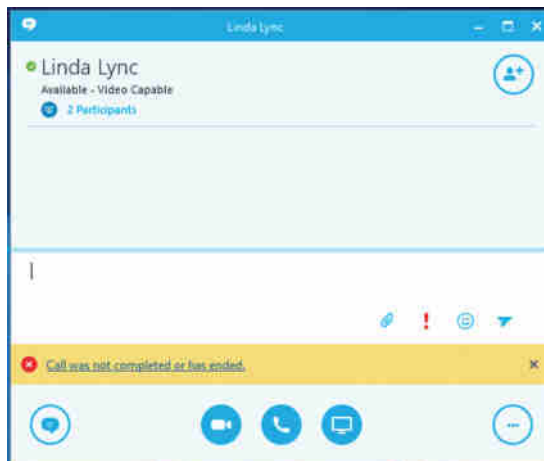 Linda Lync
Linda Lync
Available - Video Capable
2 Participants
Call was not completed or has ended.